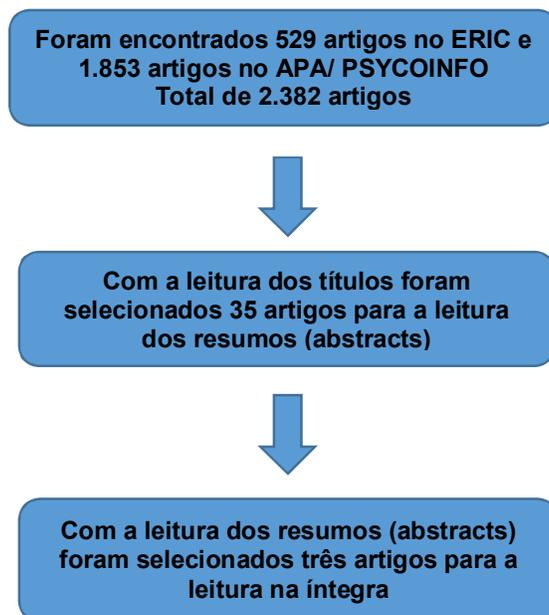 Foram encontrados 529 artigos no ERIC e
1.853 artigos no APA/ PSYCOINFO
Total de 2.382 artigos
Com a leitura dos títulos foram
selecionados 35 artigos para a leitura
dos resumos (abstracts)
Com a leitura dos resumos (abstracts)
foram selecionados três artigos para a
leitura na íntegra